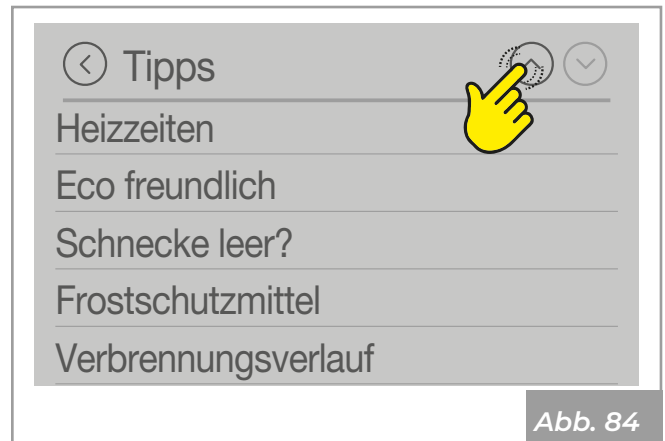 Tipps
Heizzeiten
Eco freundlich
Schnecke leer?
Frostschutzmittel
Verbrennungsverlauf
Abb. 84